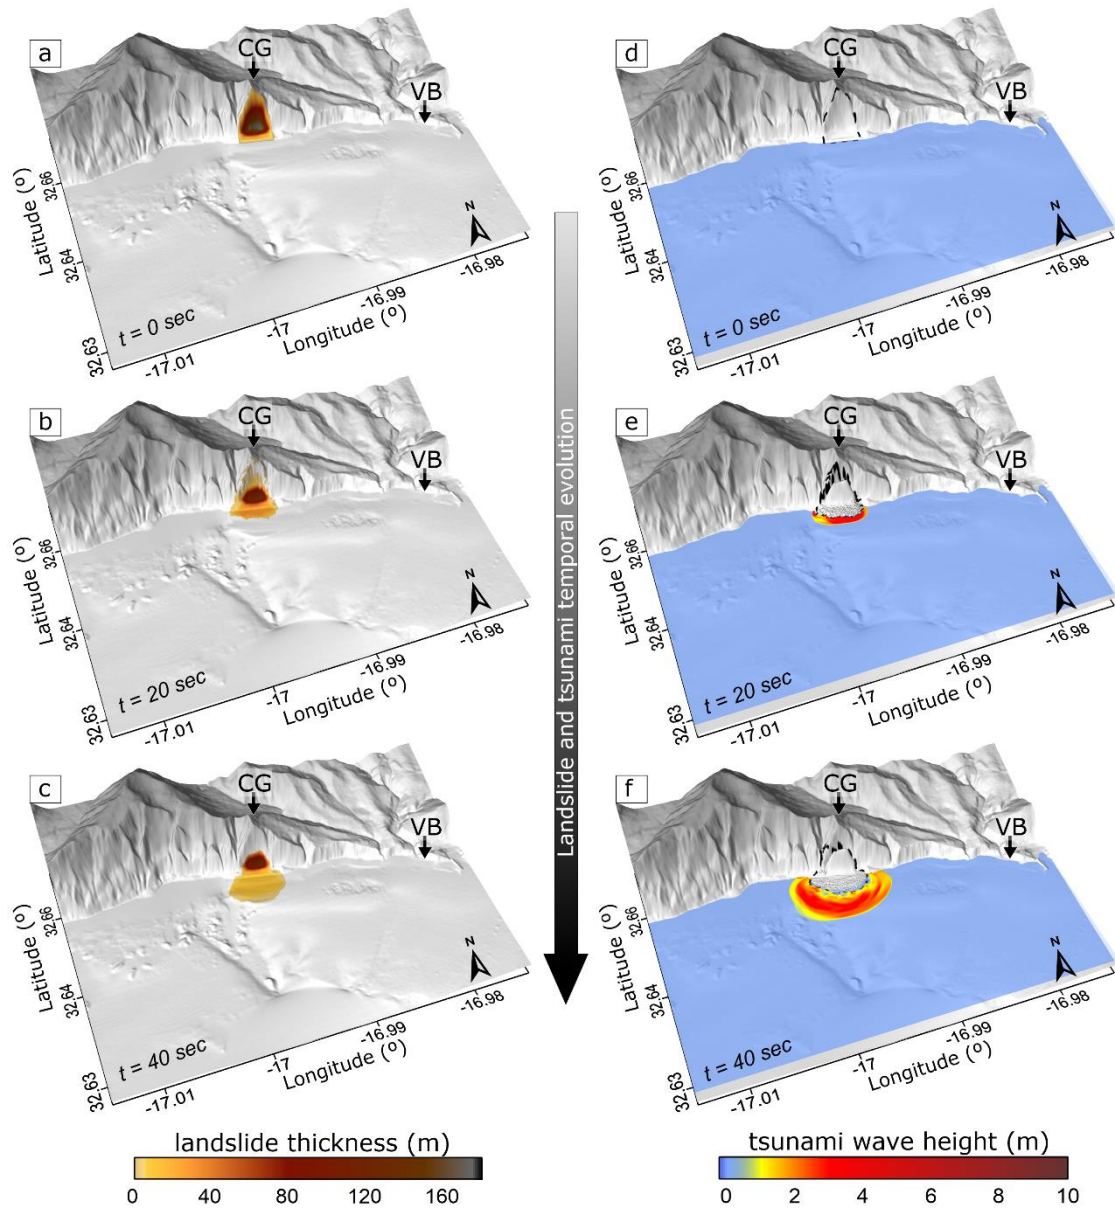 a
CG
VB
N
Latitude (º)
32.66
32.64
32.63
t = 0 sec
-17.01
-17
-16.99
-16.98
Longitude (º)
d
CG
VB
N
Latitude (º)
32.66
32.64
32.63
t = 0 sec
-17.01
-17
-16.99
-16.98
Longitude (º)
Landslide and tsunami temporal evolution
b
CG
VB
N
Latitude (º)
32.66
32.64
32.63
t = 20 sec
-17.01
-17
-16.99
-16.98
Longitude (º)
e
CG
VB
N
Latitude (º)
32.66
32.64
32.63
t = 20 sec
-17.01
-17
-16.99
-16.98
Longitude (º)
c
CG
VB
N
Latitude (º)
32.66
32.64
32.63
t = 40 sec
-17.01
-17
-16.99
-16.98
Longitude (º)
f
CG
VB
N
Latitude (º)
32.66
32.64
32.63
t = 40 sec
-17.01
-17
-16.99
-16.98
Longitude (º)
landslide thickness (m)
0 40 80 120 160
tsunami wave height (m)
0 2 4 6 8 10